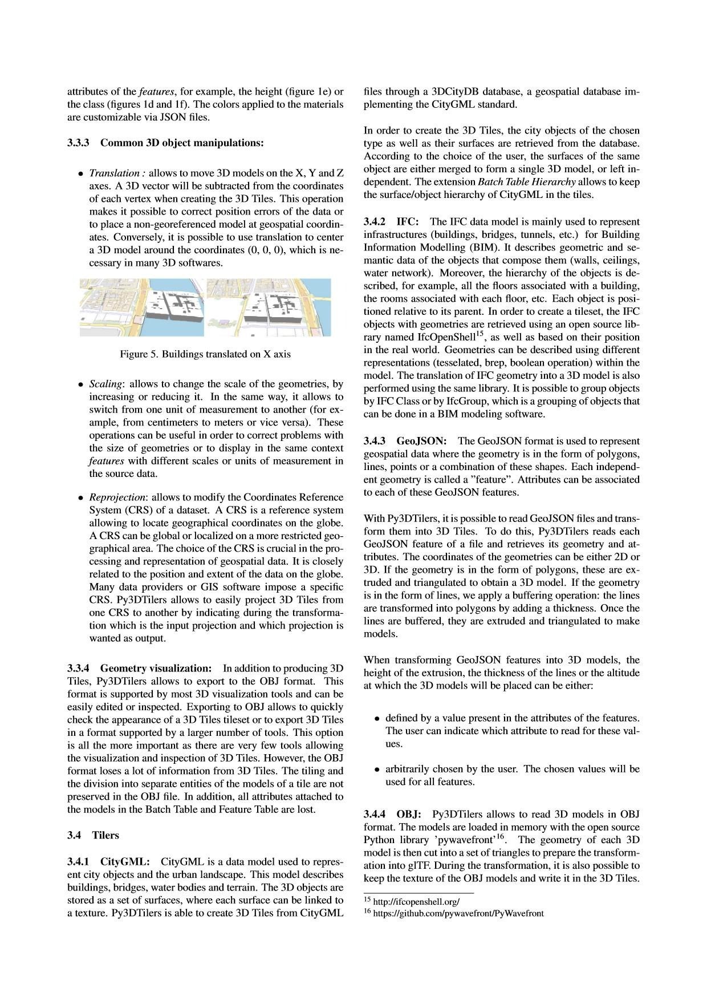 attributes of the features, for example, the height (figure 1e) or
the class (figures 1d and 1f). The colors applied to the materials
are customizable via JSON files.
3.3.3 Common 3D object manipulations:
• Translation : allows to move 3D models on the X, Y and Z
axes. A 3D vector will be subtracted from the coordinates
of each vertex when creating the 3D Tiles. This operation
makes it possible to correct position errors of the data or
to place a non-georeferenced model at geospatial coordin-
ates. Conversely, it is possible to use translation to center
a 3D model around the coordinates (0, 0, 0), which is ne-
cessary in many 3D softwares.
Figure 5. Buildings translated on X axis
• Scaling: allows to change the scale of the geometries, by
increasing or reducing it. In the same way, it allows to
switch from one unit of measurement to another (for ex-
ample, from centimeters to meters or vice versa). These
operations can be useful in order to correct problems with
the size of geometries or to display in the same context
features with different scales or units of measurement in
the source data.
• Reprojection: allows to modify the Coordinates Reference
System (CRS) of a dataset. A CRS is a reference system
allowing to locate geographical coordinates on the globe.
A CRS can be global or localized on a more restricted geo-
graphical area. The choice of the CRS is crucial in the pro-
cessing and representation of geospatial data. It is closely
related to the position and extent of the data on the globe.
Many data providers or GIS software impose a specific
CRS. Py3DTilers allows to easily project 3D Tiles from
one CRS to another by indicating during the transforma-
tion which is the input projection and which projection is
wanted as output.
3.3.4 Geometry visualization: In addition to producing 3D
Tiles, Py3DTilers allows to export to the OBJ format. This
format is supported by most 3D visualization tools and can be
easily edited or inspected. Exporting to OBJ allows to quickly
check the appearance of a 3D Tiles tileset or to export 3D Tiles
in a format supported by a larger number of tools. This option
is all the more important as there are very few tools allowing
the visualization and inspection of 3D Tiles. However, the OBJ
format loses a lot of information from 3D Tiles. The tiling and
the division into separate entities of the models of a tile are not
preserved in the OBJ file. In addition, all attributes attached to
the models in the Batch Table and Feature Table are lost.
3.4 Tilers
3.4.1 CityGML: CityGML is a data model used to repres-
ent city objects and the urban landscape. This model describes
buildings, bridges, water bodies and terrain. The 3D objects are
stored as a set of surfaces, where each surface can be linked to
a texture. Py3DTilers is able to create 3D Tiles from CityGML
files through a 3DCityDB database, a geospatial database im-
plementing the CityGML standard.
In order to create the 3D Tiles, the city objects of the chosen
type as well as their surfaces are retrieved from the database.
According to the choice of the user, the surfaces of the same
object are either merged to form a single 3D model, or left in-
dependent. The extension Batch Table Hierarchy allows to keep
the surface/object hierarchy of CityGML in the tiles.
3.4.2 IFC: The IFC data model is mainly used to represent
infrastructures (buildings, bridges, tunnels, etc.) for Building
Information Modelling (BIM). It describes geometric and se-
mantic data of the objects that compose them (walls, ceilings,
water network). Moreover, the hierarchy of the objects is de-
scribed, for example, all the floors associated with a building,
the rooms associated with each floor, etc. Each object is posi-
tioned relative to its parent. In order to create a tileset, the IFC
objects with geometries are retrieved using an open source lib-
rary named IfcOpenShell15, as well as based on their position
in the real world. Geometries can be described using different
representations (tesselated, brep, boolean operation) within the
model. The translation of IFC geometry into a 3D model is also
performed using the same library. It is possible to group objects
by IFC Class or by IfcGroup, which is a grouping of objects that
can be done in a BIM modeling software.
3.4.3 GeoJSON: The GeoJSON format is used to represent
geospatial data where the geometry is in the form of polygons,
lines, points or a combination of these shapes. Each independ-
ent geometry is called a ”feature”. Attributes can be associated
to each of these GeoJSON features.
With Py3DTilers, it is possible to read GeoJSON files and trans-
form them into 3D Tiles. To do this, Py3DTilers reads each
GeoJSON feature of a file and retrieves its geometry and at-
tributes. The coordinates of the geometries can be either 2D or
3D. If the geometry is in the form of polygons, these are ex-
truded and triangulated to obtain a 3D model. If the geometry
is in the form of lines, we apply a buffering operation: the lines
are transformed into polygons by adding a thickness. Once the
lines are buffered, they are extruded and triangulated to make
models.
When transforming GeoJSON features into 3D models, the
height of the extrusion, the thickness of the lines or the altitude
at which the 3D models will be placed can be either:
• defined by a value present in the attributes of the features.
The user can indicate which attribute to read for these val-
ues.
• arbitrarily chosen by the user. The chosen values will be
used for all features.
3.4.4 OBJ: Py3DTilers allows to read 3D models in OBJ
format. The models are loaded in memory with the open source
Python library ’pywavefront’16. The geometry of each 3D
model is then cut into a set of triangles to prepare the transform-
ation into glTF. During the transformation, it is also possible to
keep the texture of the OBJ models and write it in the 3D Tiles.
15 http://ifcopenshell.org/
16 https://github.com/pywavefront/PyWavefront